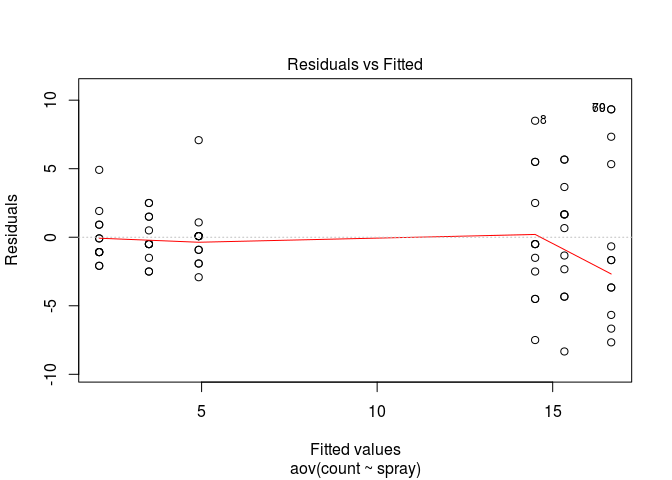 Residuals vs Fitted
10
5
0
-5
-10
Residuals
8
5
10
15
Fitted values
aov(count ~ spray)